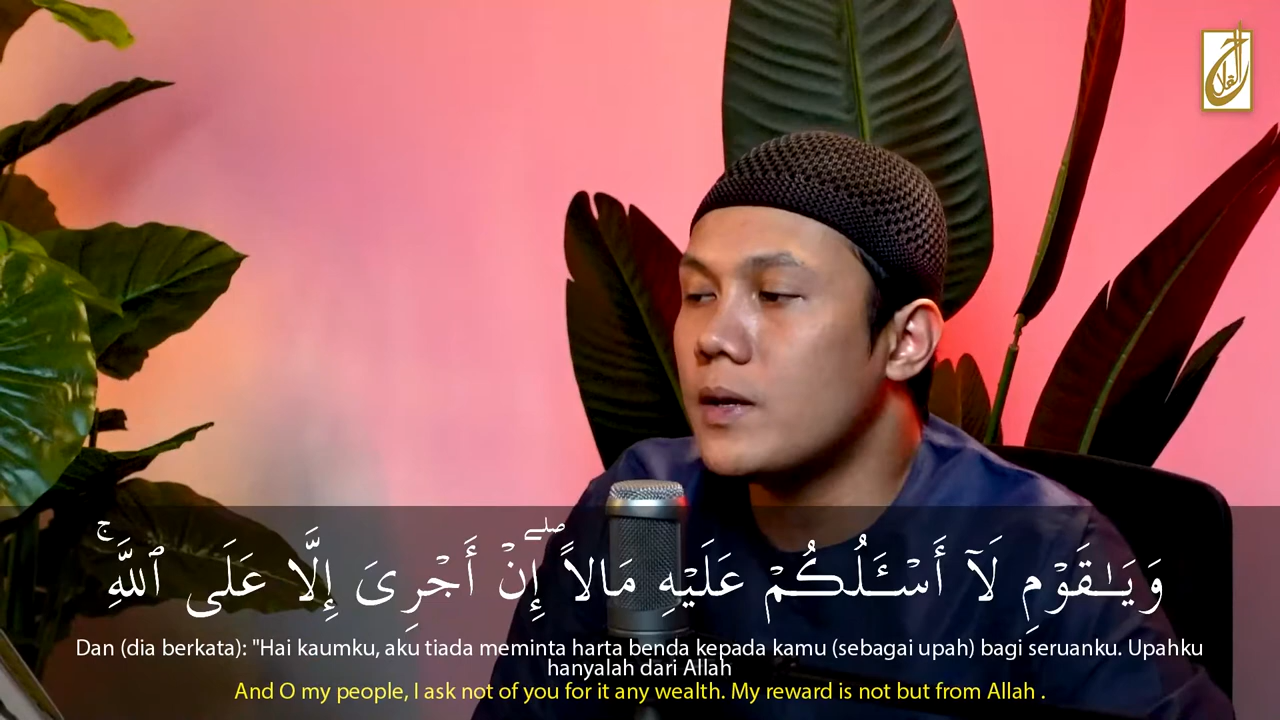 وَيَـٰقَوۡمِ لَآ أَسۡـَٔلُكُمۡ عَلَيۡهِ مَالاًۖ إِنۡ أَجۡرِىَ إِلَّا عَلَى ٱللَّهِۚ
Dan (dia berkata): "Hai kaumku, aku tiada meminta harta benda kepada kamu (sebagai upah) bagi seruanku. Upahku
hanyalah dari Allah
And O my people, I ask not of you for it any wealth. My reward is not but from Allah .